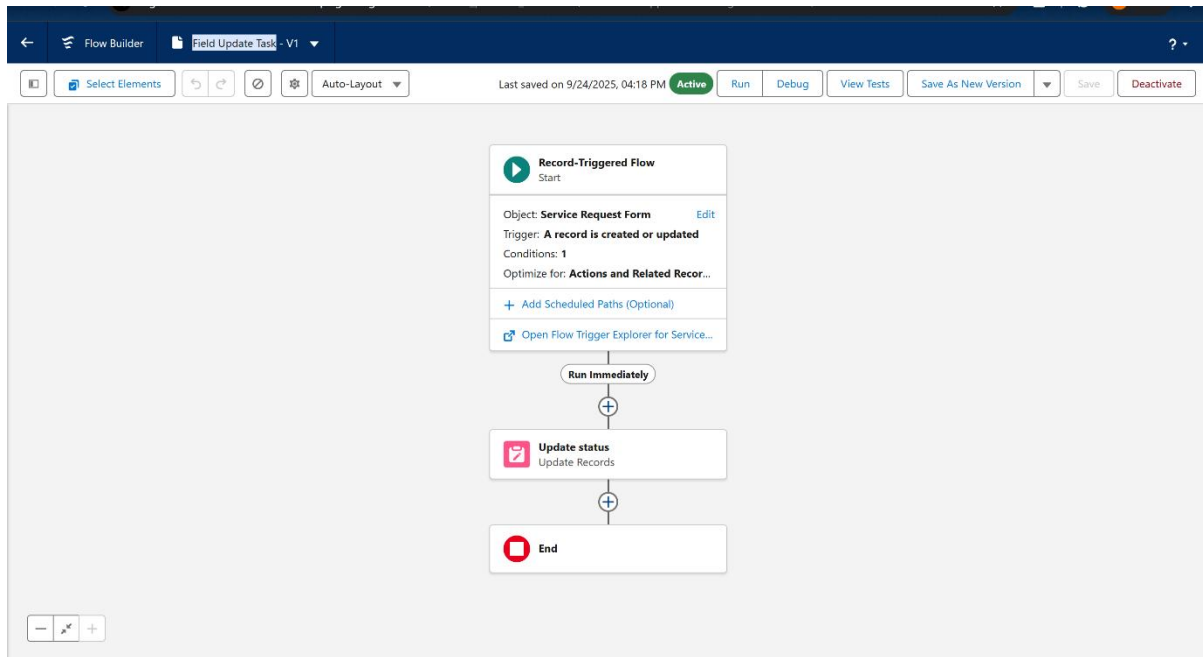 Flow Builder Field Update Task - V1 ?
Select Elements Auto-Layout Last saved on 9/24/2025, 04:18 PM Active Run Debug View Tests Save As New Version Save Deactivate
Record-Triggered Flow
Start
Object: Service Request Form Edit
Trigger: A record is created or updated
Conditions: 1
Optimize for: Actions and Related Recor...
+ Add Scheduled Paths (Optional)
Open Flow Trigger Explorer for Service...
Run Immediately
Update status
Update Records
End